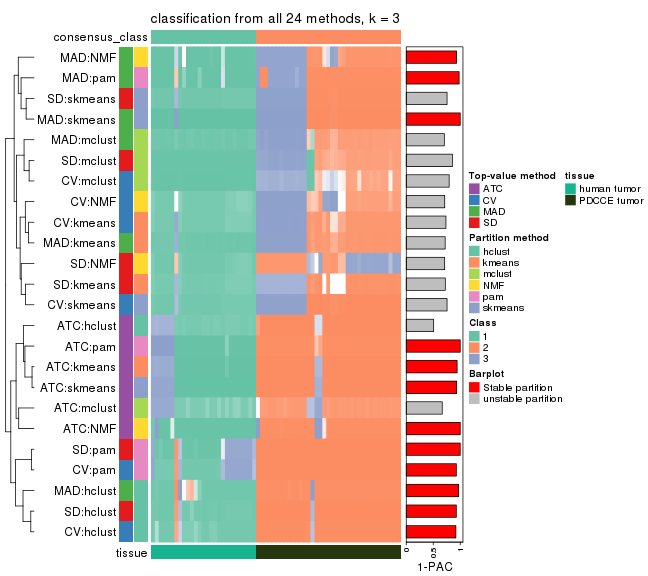 classification from all 24 methods, k = 3
consensus_class
MAD:NMF
MAD:pam
SD:skmeans
MAD:skmeans
MAD:mclust
SD:mclust
CV:mclust
CV:NMF
CV:kmeans
MAD:kmeans
SD:NMF
SD:kmeans
CV:skmeans
ATC:hclust
ATC:pam
ATC:kmeans
ATC:skmeans
ATC:mclust
ATC:NMF
SD:pam
CV:pam
MAD:hclust
SD:hclust
CV:hclust
tissue
0
0.5
1
1-PAC
Top-value method
ATC
CV
MAD
SD
Partition method
hclust
kmeans
mclust
NMF
pam
skmeans
Class
1
2
3
Barplot
Stable partition
unstable partition
tissue
human tumor
PDCCE tumor